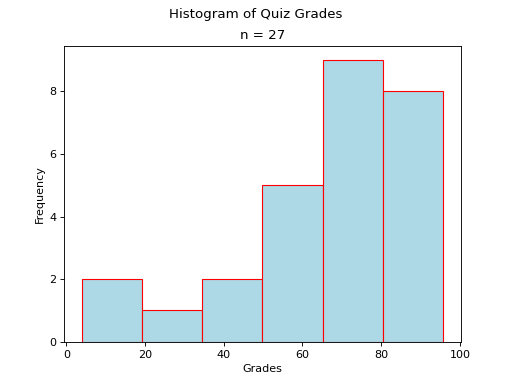 Histogram of Quiz Grades
n = 27
8
6
4
2
0
Frequency
0 20 40 60 80 100
Grades